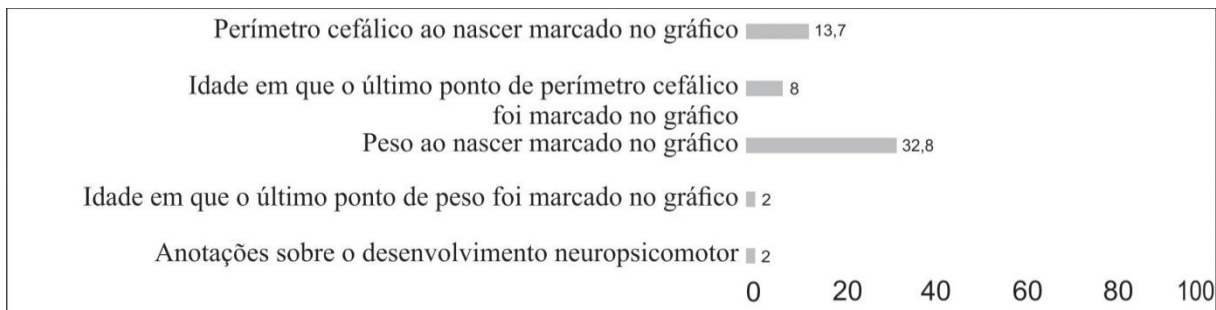 Perímetro cefálico ao nascer marcado no gráfico 13,7
Idade em que o último ponto de perímetro cefálico 8
foi marcado no gráfico
Peso ao nascer marcado no gráfico 32,8
Idade em que o último ponto de peso foi marcado no gráfico 2
Anotações sobre o desenvolvimento neuropsicomotor 2
0 20 40 60 80 100